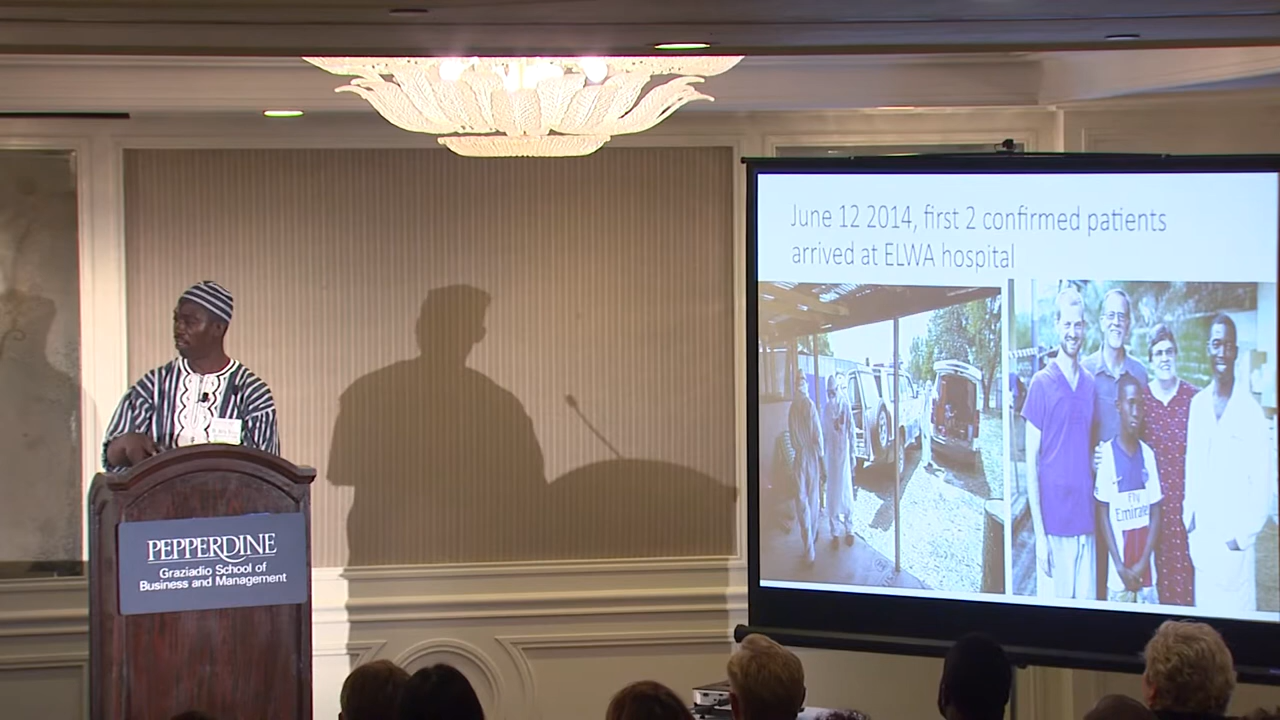 June 12 2014, first 2 confirmed patients
arrived at ELWA hospital
Fly
Emirates
PEPPERDINE
Graziadio School of
Business and Management